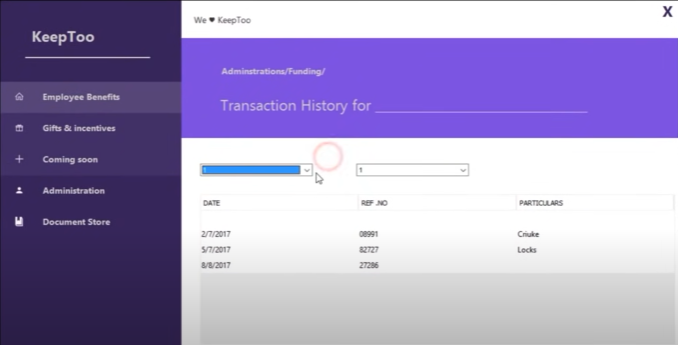 We ♥ KeepToo
X
KeepToo
Adminstrations/Funding/
Transaction History for ____________________
Employee Benefits
Gifts & incentives
Coming soon
Administration
Document Store
1 1
DATE REF .NO PARTICULARS
2/7/2017 08991 Criuke
5/7/2017 82727 Locks
8/8/2017 27286